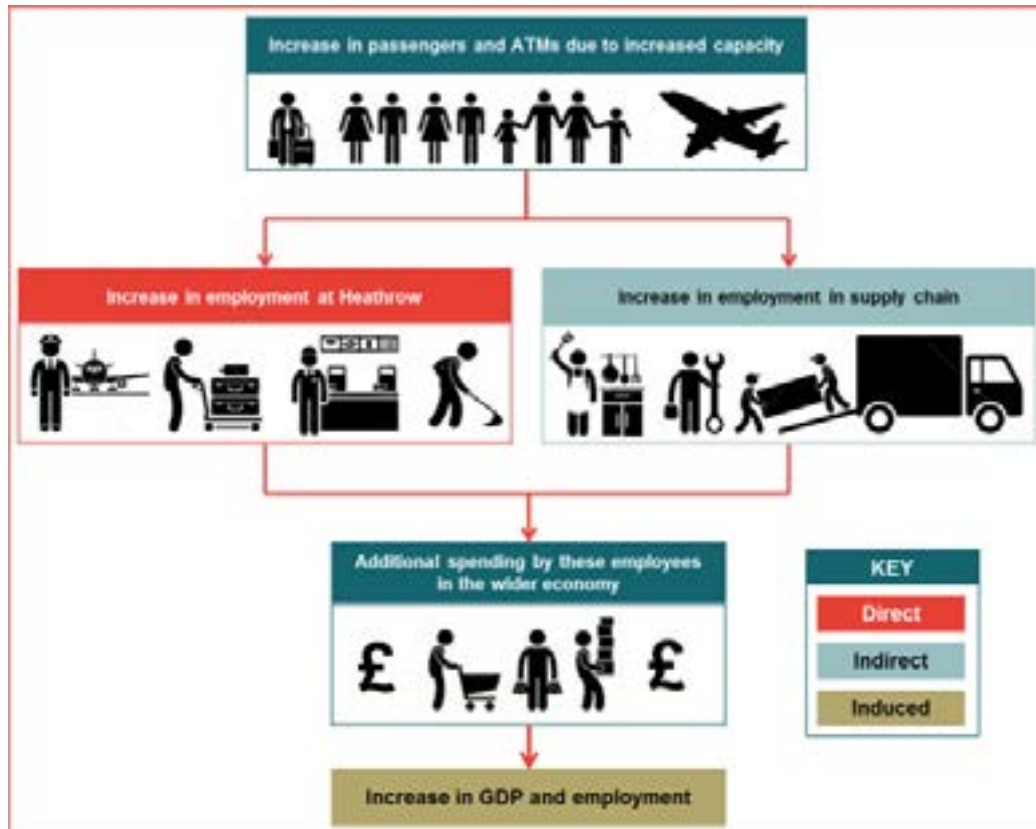 Increase in passengers and ATMs due to increased capacity
Increase in employment at Heathrow
Increase in employment in supply chain
Additional spending by these employees
in the wider economy
£
£
KEY
Direct
Indirect
Induced
Increase in GDP and employment